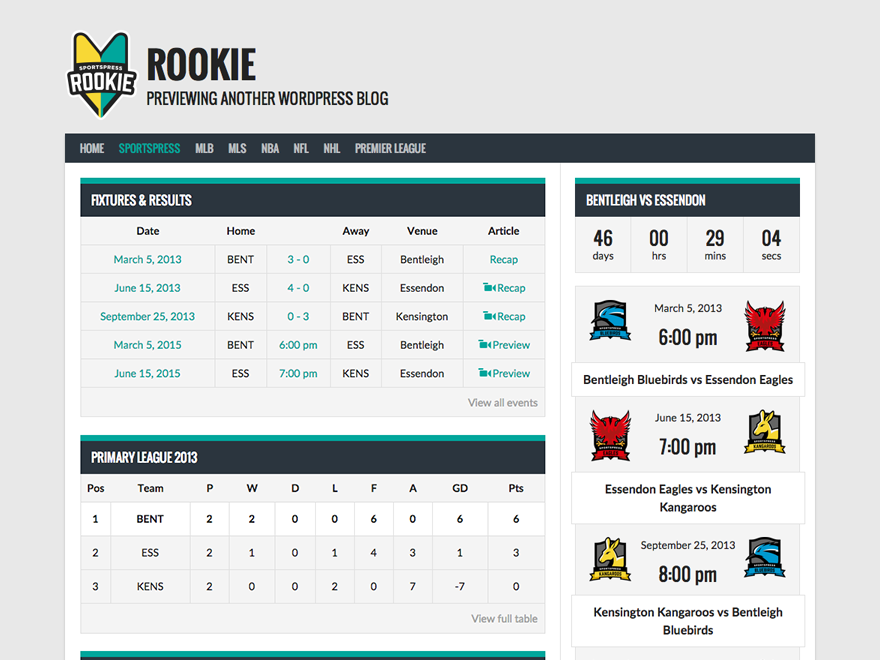 SPORTSPRESS
ROOKIE
ROOKIE
PREVIEWING ANOTHER WORDPRESS BLOG
HOME SPORTSPRESS MLB MLS NBA NFL NHL PREMIER LEAGUE
FIXTURES & RESULTS
Date Home Away Venue Article
March 5, 2013 BENT 3 - 0 ESS Bentleigh Recap
June 15, 2013 ESS 4 - 0 KENS Essendon Recap
September 25, 2013 KENS 0 - 3 BENT Kensington Recap
March 5, 2015 BENT 6:00 pm ESS Bentleigh Preview
June 15, 2015 ESS 7:00 pm KENS Essendon Preview
View all events
PRIMARY LEAGUE 2013
Pos Team P W D L F A GD Pts
1 BENT 2 2 0 0 6 0 6 6
2 ESS 2 1 0 1 4 3 1 3
3 KENS 2 0 0 2 0 7 -7 0
View full table
BENTLEIGH VS ESSENDON
46 00 29 04
days hrs mins secs
March 5, 2013
6:00 pm
BLUEBIRDS
EAGLES
Bentleigh Bluebirds vs Essendon Eagles
June 15, 2013
7:00 pm
EAGLES
KANGAROOS
Essendon Eagles vs Kensington
Kangaroos
September 25, 2013
8:00 pm
KANGAROOS
BLUEBIRDS
Kensington Kangaroos vs Bentleigh
Bluebirds